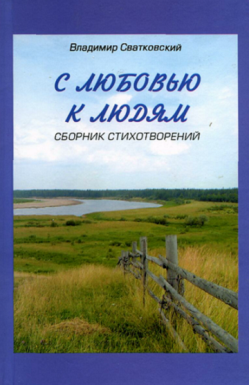 Владимир Сватковский
С ЛЮБОВЬЮ
К ЛЮДЯМ
СБОРНИК СТИХОТВОРЕНИЙ